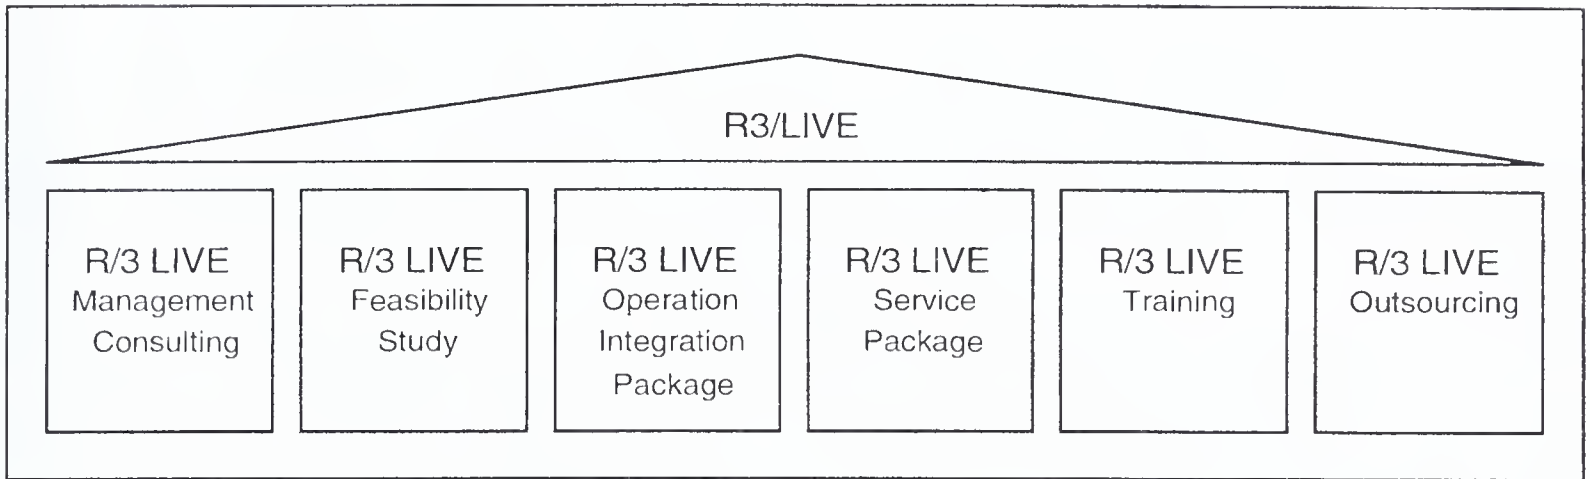 R3/LIVE
R/3 LIVE
Management
Consulting
R/3 LIVE
Feasibility
Study
R/3 LIVE
Operation
Integration
Package
R/3 LIVE
Service
Package
R/3 LIVE
Training
R/3 LIVE
Outsourcing